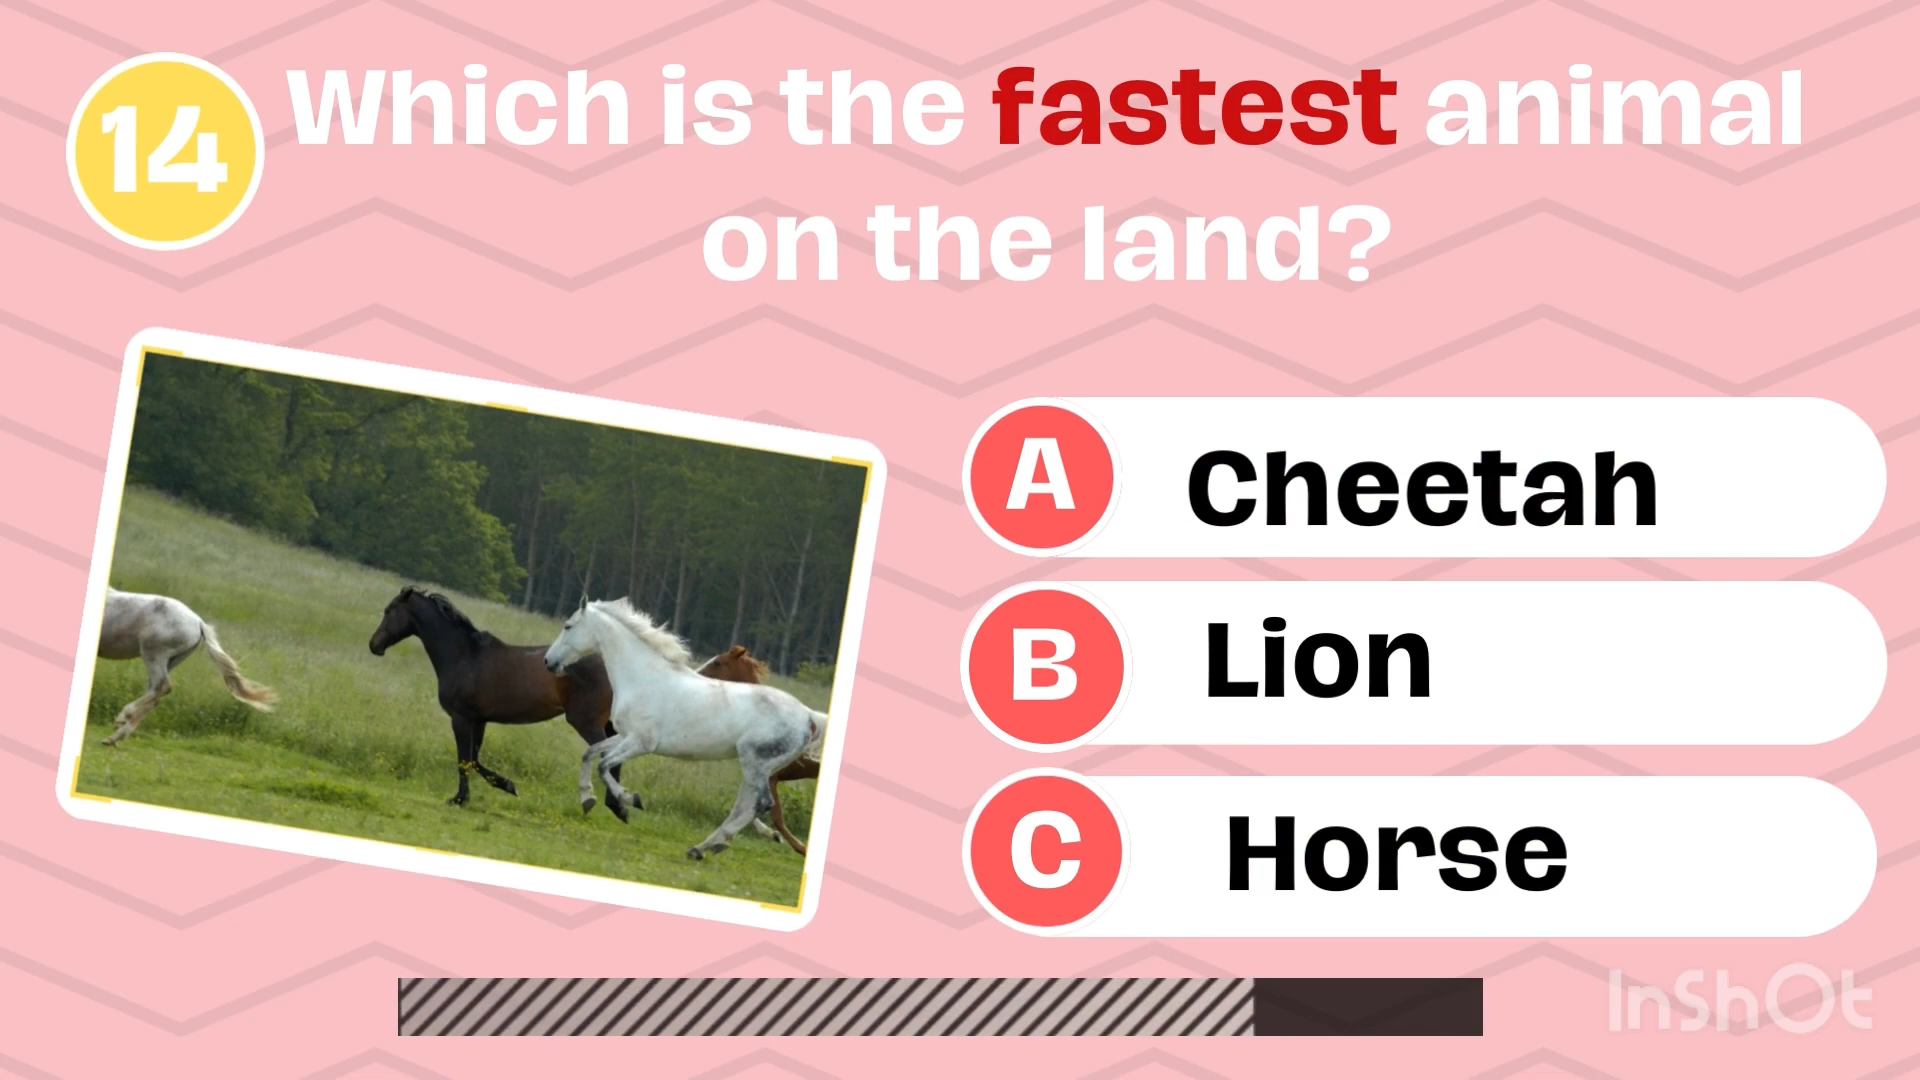 14
Which is the fastest animal
on the land?
A Cheetah
B Lion
C Horse
InShOt